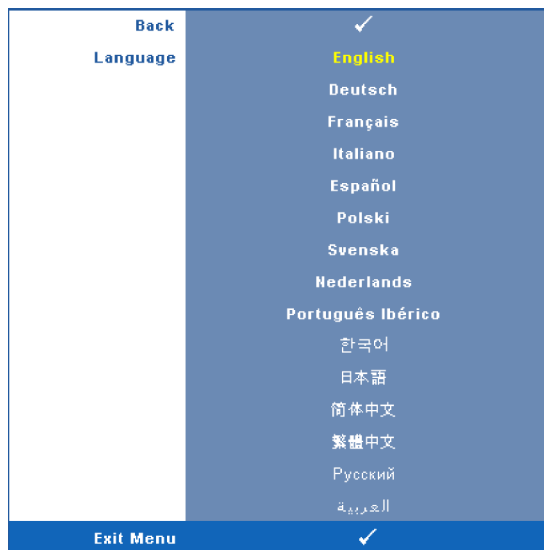 Back ✓
Language English
Deutsch
Français
Italiano
Español
Polski
Svenska
Nederlands
Português Ibérico
한국어
日本語
简体中文
繁體中文
Русский
العربية
Exit Menu ✓